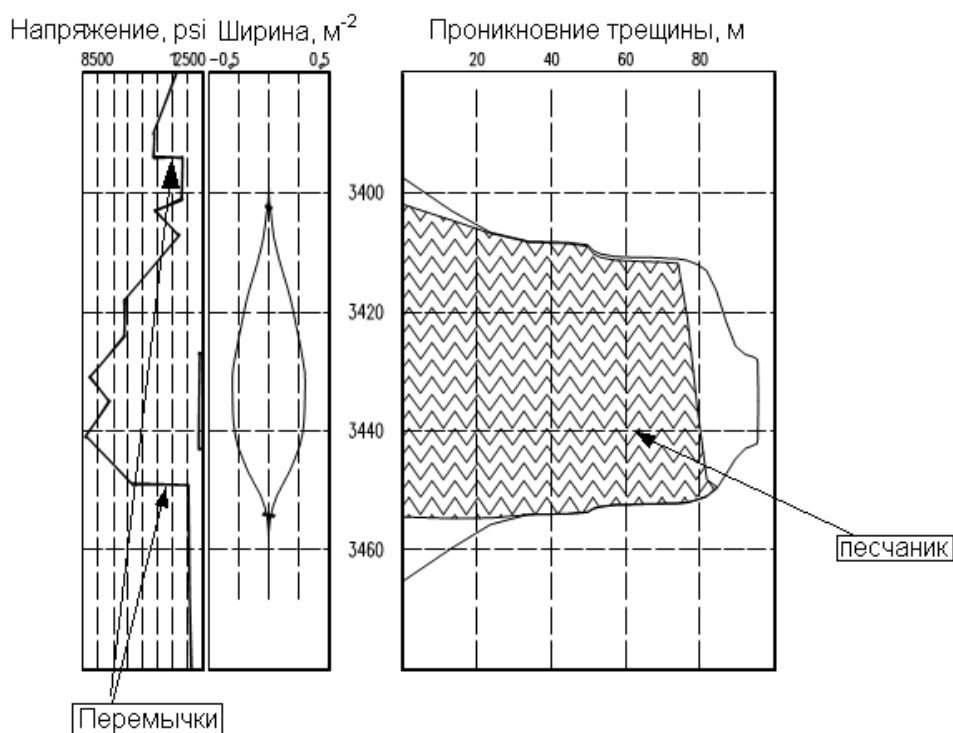 Напряжение, psi Ширина, м-2 Проникновние трещины, м
8500 12500 −0,5 0,5 20 40 60 80
3400
3420
3440
3460
песчаник
Перемычки